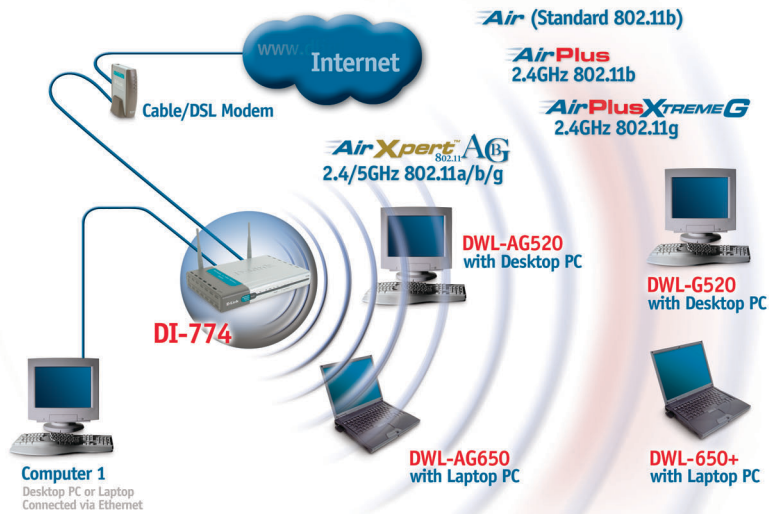 www.
Internet
Cable/DSL Modem
Air (Standard 802.11b)
AirPlus
2.4GHz 802.11b
AirPlusXTREMEG
2.4GHz 802.11g
AirXpert™ 802.11 ABG
2.4/5GHz 802.11a/b/g
DWL-AG520
with Desktop PC
DWL-G520
with Desktop PC
DI-774
DWL-AG650
with Laptop PC
DWL-650+
with Laptop PC
Computer 1
Desktop PC or Laptop
Connected via Ethernet